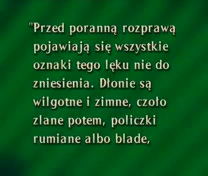 "Przed poranną rozprawą
pojawiają się wszystkie
oznaki tego lęku nie do
zniesienia. Dłonie są
wilgotne i zimne, czoło
zlane potem, policzki
rumiane albo blade,